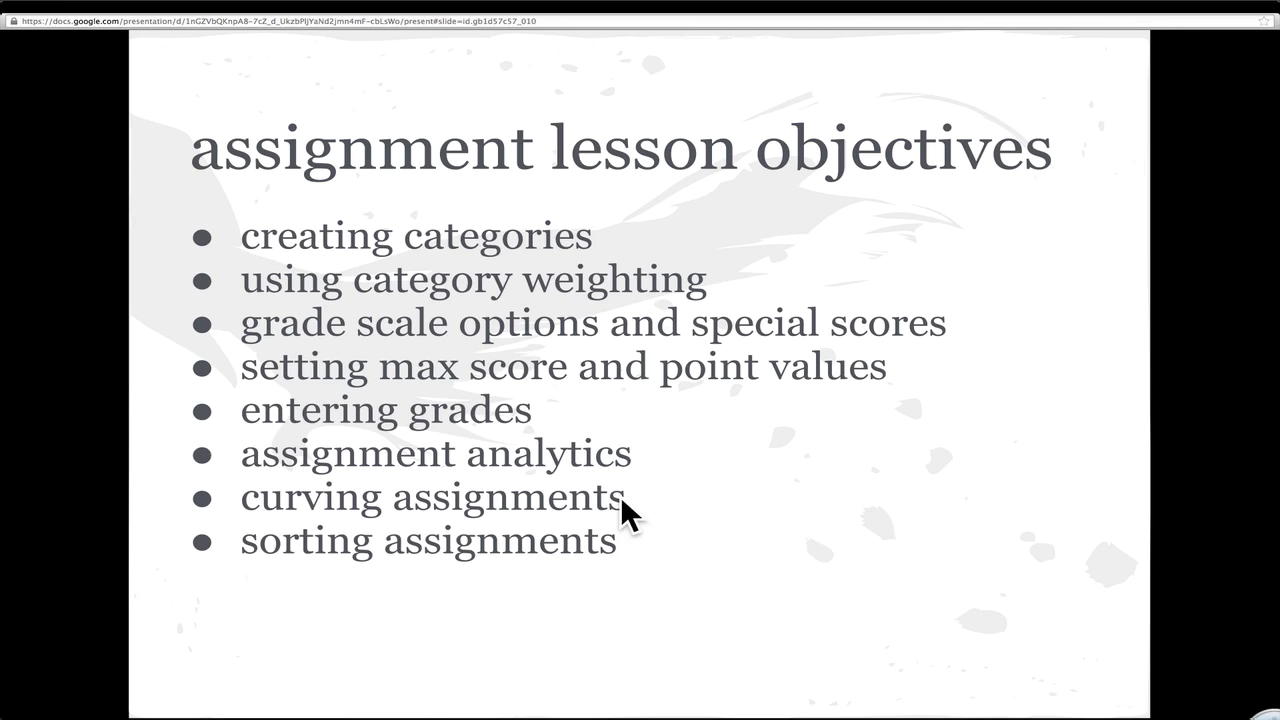 https://docs.google.com/presentation/d/1nGZVbQKnpA8-7cZ_d_UkzbPljYaNd2jmn4mF-cbLsWo/present#slide=id.gb1d57c57_010
assignment lesson objectives
● creating categories
● using category weighting
● grade scale options and special scores
● setting max score and point values
● entering grades
● assignment analytics
● curving assignments
● sorting assignments